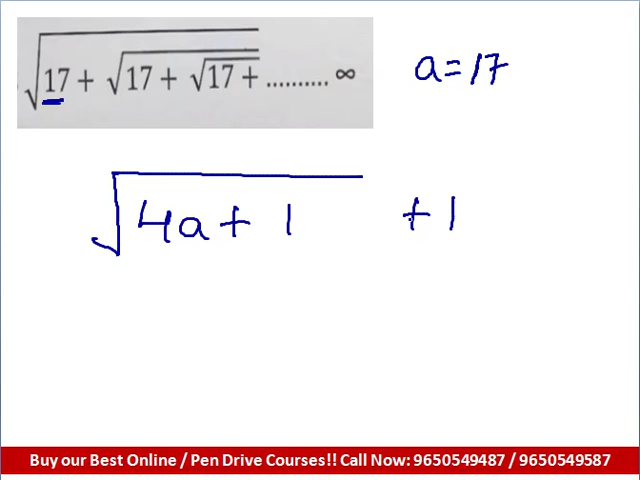 √17 + √17 + √17 + .......... ∞
a = 17
√4a + 1 + 1
Buy our Best Online / Pen Drive Courses!! Call Now: 9650549487 / 9650549587